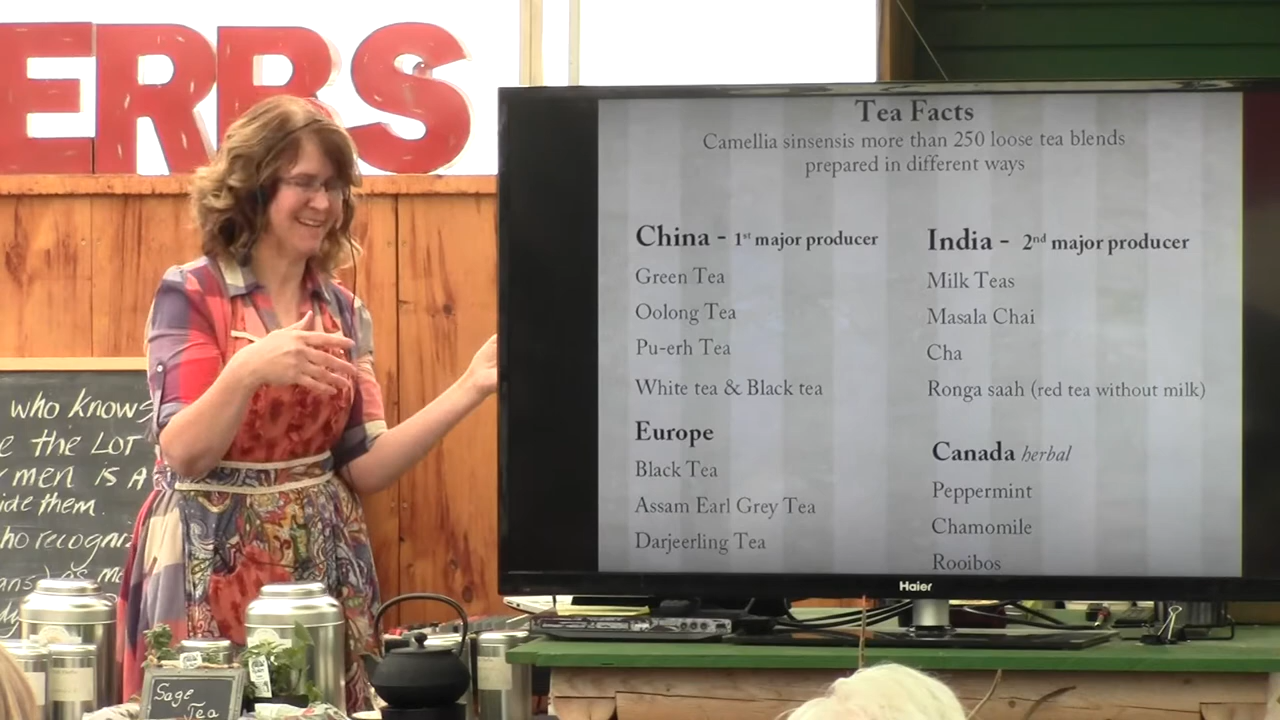 ERBS
Tea Facts
Camellia sinsensis more than 250 loose tea blends
prepared in different ways
China - 1st major producer
Green Tea
Oolong Tea
Pu-erh Tea
White tea & Black tea
Europe
Black Tea
Assam Earl Grey Tea
Darjeerling Tea
India - 2nd major producer
Milk Teas
Masala Chai
Cha
Ronga saah (red tea without milk)
Canada herbal
Peppermint
Chamomile
Rooibos
Haier
who knows
e the LOT
men is A
ide them.
ho recogni
Sage
Tea